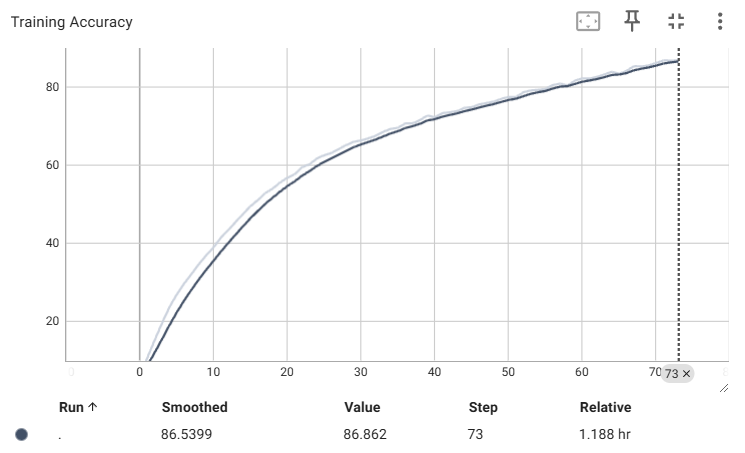 Training Accuracy
80
60
40
20
0 10 20 30 40 50 60 70 73 ×
Run ↑ Smoothed Value Step Relative
. 86.5399 86.862 73 1.188 hr